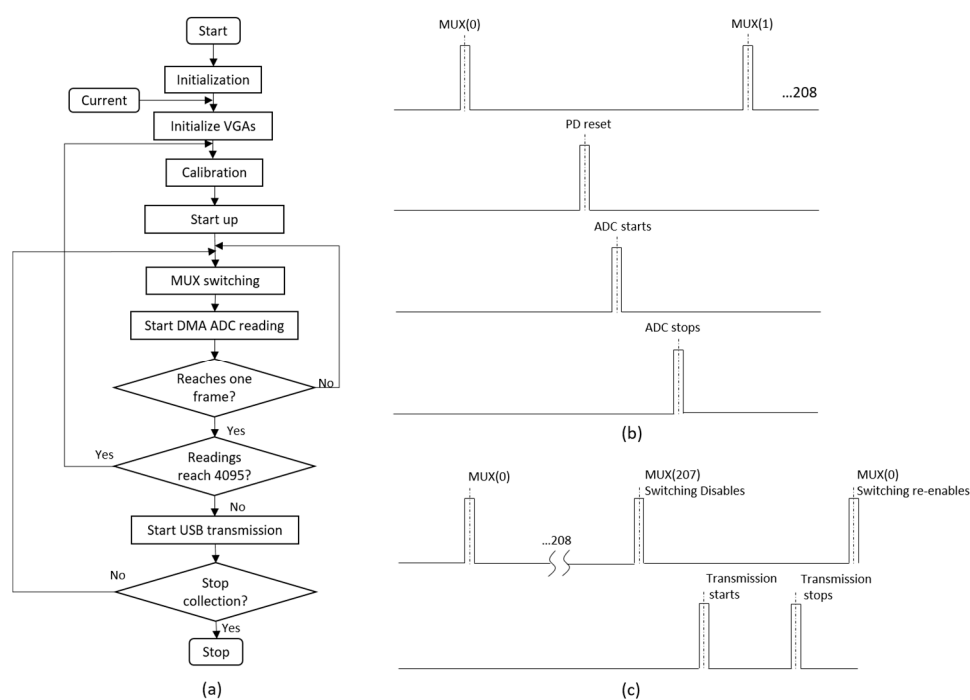 Start
Initialization
Current
Initialize VGAs
Calibration
Start up
MUX switching
Start DMA ADC reading
Reaches one
frame?
No
Yes
Yes
Readings
reach 4095?
No
Start USB transmission
No
Stop
collection?
Yes
Stop
(a)
MUX(0)
MUX(1)
...208
PD reset
ADC starts
ADC stops
(b)
MUX(0)
MUX(207)
Switching Disables
MUX(0)
Switching re-enables
...208
Transmission
starts
Transmission
stops
(c)